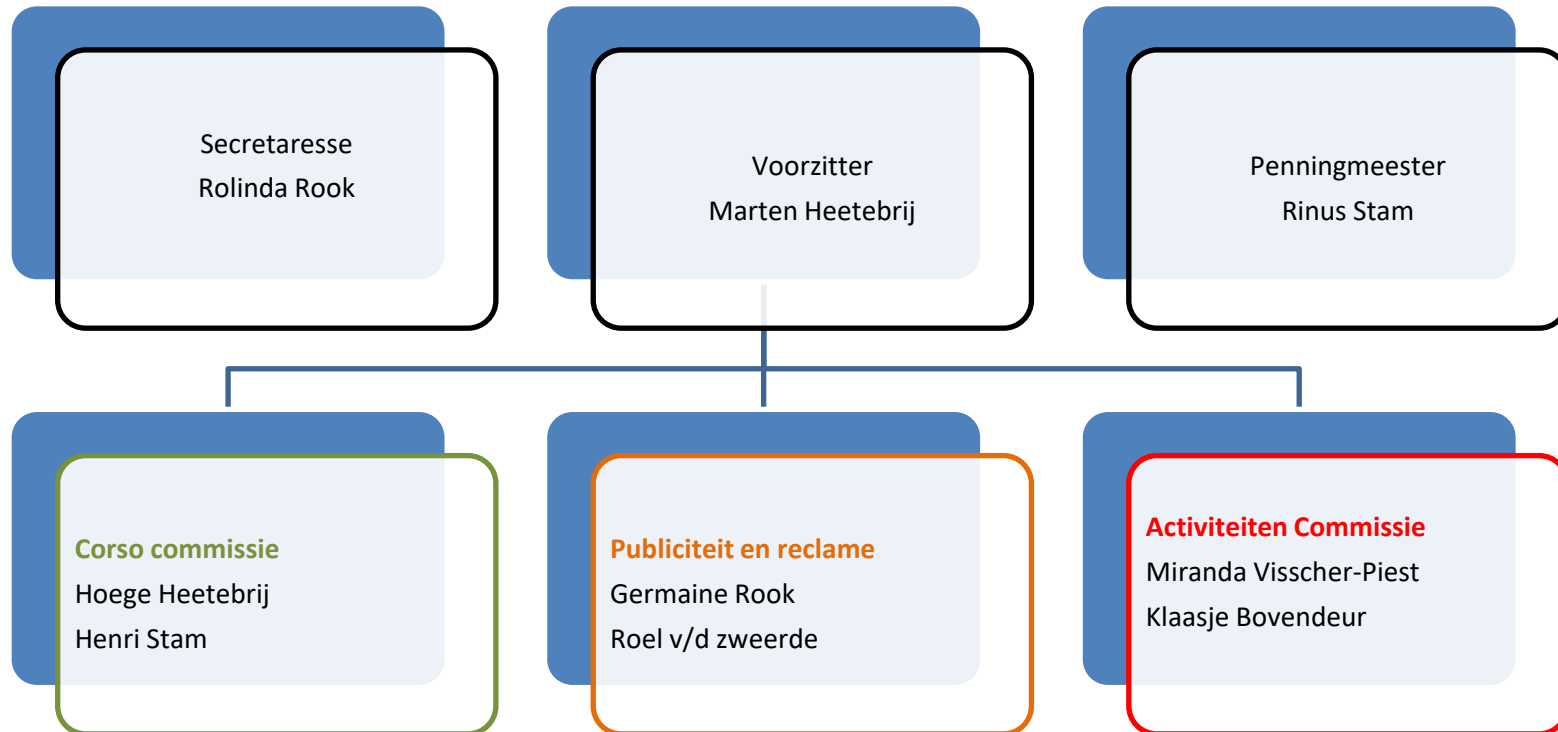 Secretaresse
Rolinda Rook
Voorzitter
Marten Heetebrij
Penningmeester
Rinus Stam
Corso commissie
Hoege Heetebrij
Henri Stam
Publiciteit en reclame
Germaine Rook
Roel v/d zweerde
Activiteiten Commissie
Miranda Visscher-Piest
Klaasje Bovendeur